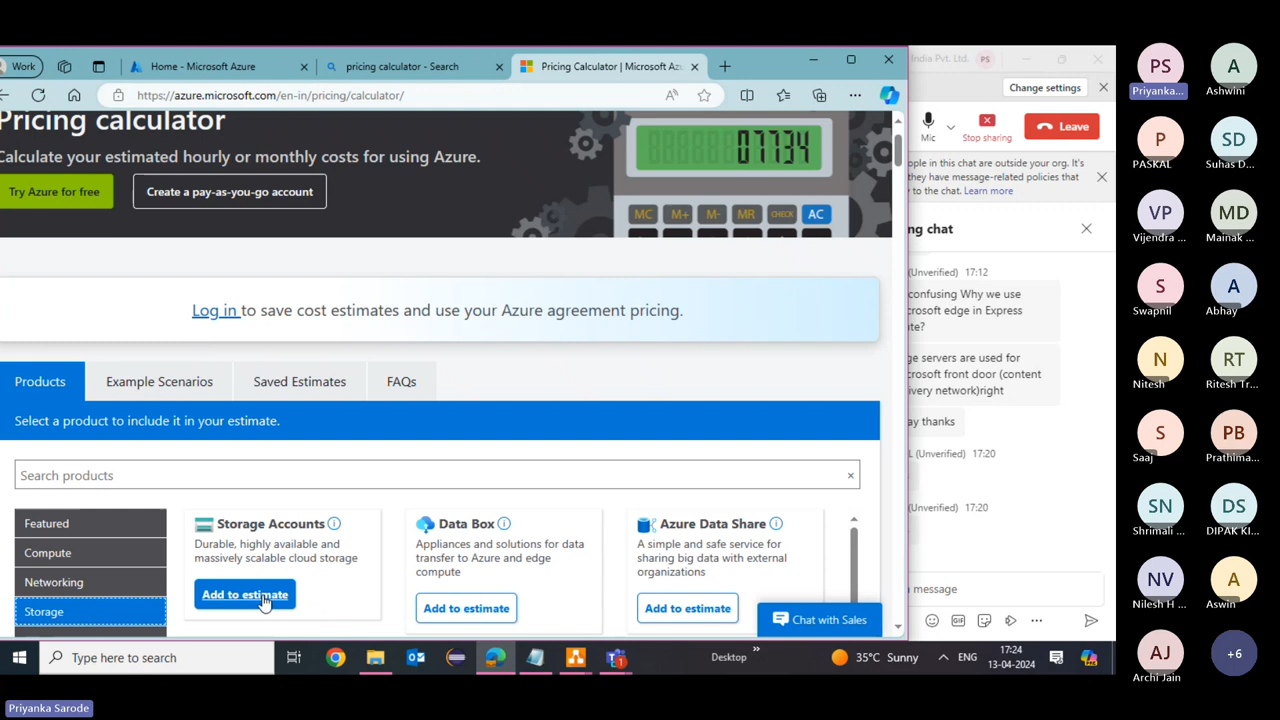 Work
Home - Microsoft Azure
pricing calculator - Search
Pricing Calculator | Microsoft Az
India Pvt. Ltd.
PS
https://azure.microsoft.com/en-in/pricing/calculator/
Change settings
Pricing calculator
Calculate your estimated hourly or monthly costs for using Azure.
Try Azure for free
Create a pay-as-you-go account
07734
MC
M+
M-
MR
CHECK
AC
Mic
Stop sharing
Leave
ople in this chat are outside your org. It's
they have message-related policies that
y to the chat. Learn more
ng chat
(Unverified) 17:12
confusing Why we use
osoft edge in Express
te?
ge servers are used for
rosoft front door (content
very network)right
ay thanks
L (Unverified) 17:20
(Unverified) 17:20
message
GIF
Log in to save cost estimates and use your Azure agreement pricing.
Products
Example Scenarios
Saved Estimates
FAQs
Select a product to include it in your estimate.
Search products
Featured
Compute
Networking
Storage
Storage Accounts
Durable, highly available and
massively scalable cloud storage
Add to estimate
Data Box
Appliances and solutions for data
transfer to Azure and edge
compute
Add to estimate
Azure Data Share
A simple and safe service for
sharing big data with external
organizations
Add to estimate
Chat with Sales
Type here to search
1
Desktop
35°C Sunny
ENG
17:24
13-04-2024
PS
Priyanka...
A
Ashwini
P
PASKAL
SD
Suhas D...
VP
Vijendra ...
MD
Mainak ...
S
Swapnil
A
Abhay
N
Nitesh
RT
Ritesh Tr...
S
Saaj
PB
Prathima...
SN
Shrimali ...
DS
DIPAK KI...
NV
Nilesh H ...
A
Aswin
AJ
Archi Jain
+6
Priyanka Sarode